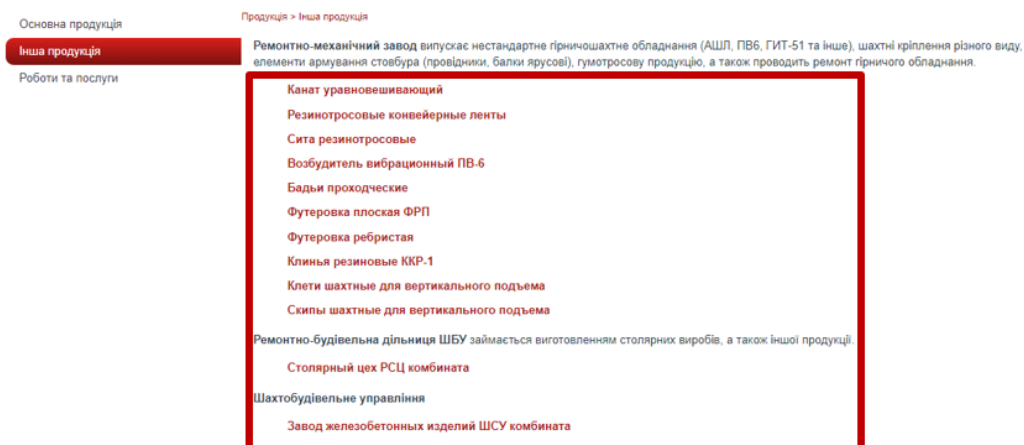 Основна продукція
Інша продукція
Роботи та послуги
Продукція > Інша продукція
Ремонтно-механічний завод випускає нестандартне гірничошахтне обладнання (АШЛ, ПВ6, ГИТ-51 та інше), шахтні кріплення різного виду,
елементи армування стовбура (провідники, балки ярусові), гумотросову продукцію, а також проводить ремонт гірничого обладнання.
Канат уравновешивающий
Резинотросовые конвейерные ленты
Сита резинотросовые
Возбудитель вибрационный ПВ-6
Бадьи проходческие
Футеровка плоская ФРП
Футеровка ребристая
Клинья резиновые ККР-1
Клети шахтные для вертикального подъема
Скипы шахтные для вертикального подъема
Ремонтно-будівельна дільниця ШБУ займається виготовленням столярних виробів, а також іншої продукції.
Столярный цех РСЦ комбината
Шахтобудівельне управління
Завод железобетонных изделий ШСУ комбината